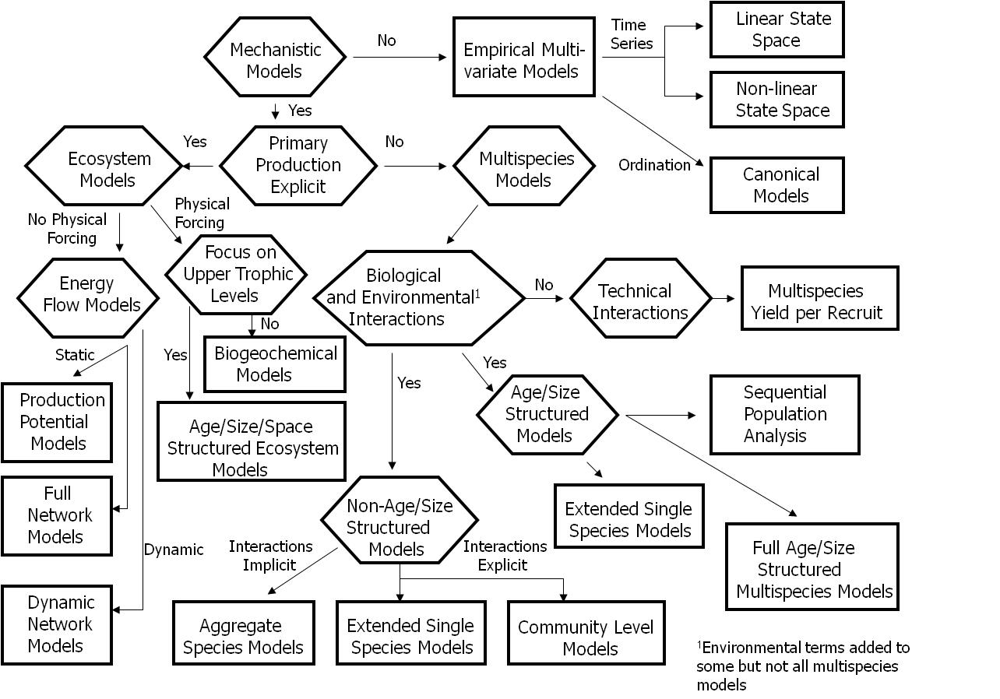 Mechanistic
Models
No
Empirical Multi-
variate Models
Time
Series
Linear State
Space
Non-linear
State Space
Yes
Ordination
Canonical
Models
Ecosystem
Models
Yes
Primary
Production
Explicit
No
Multispecies
Models
No Physical
Forcing
Physical
Forcing
Energy
Flow Models
Focus on
Upper Trophic
Levels
Biological
and Environmental¹
Interactions
No
Technical
Interactions
Multispecies
Yield per Recruit
Static
Yes
No
Biogeochemical
Models
Yes
Yes
Age/Size
Structured
Models
Sequential
Population
Analysis
Production
Potential
Models
Age/Size/Space
Structured Ecosystem
Models
Full
Network
Models
Non-Age/Size
Structured
Models
Extended Single
Species Models
Full Age/Size
Structured
Multispecies Models
Dynamic
Interactions
Implicit
Interactions
Explicit
Dynamic
Network
Models
Aggregate
Species Models
Extended Single
Species Models
Community Level
Models
¹Environmental terms added to
some but not all multispecies
models